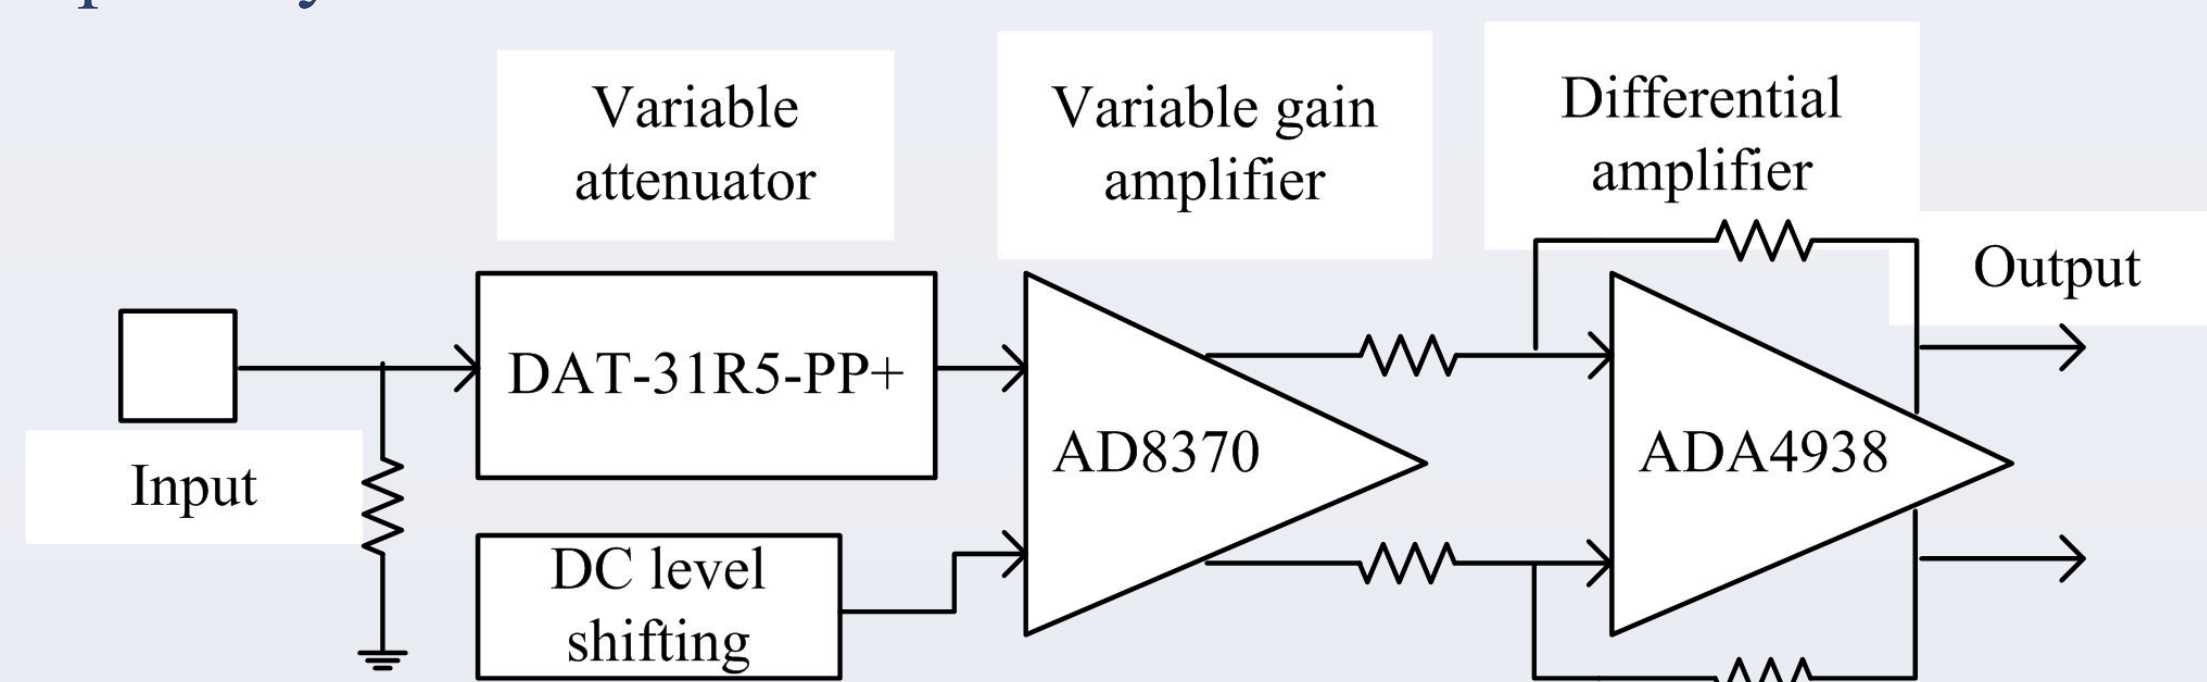 Variable
attenuator
Variable gain
amplifier
Differential
amplifier
Output
DAT-31R5-PP+
AD8370
ADA4938
Input
DC level
shifting